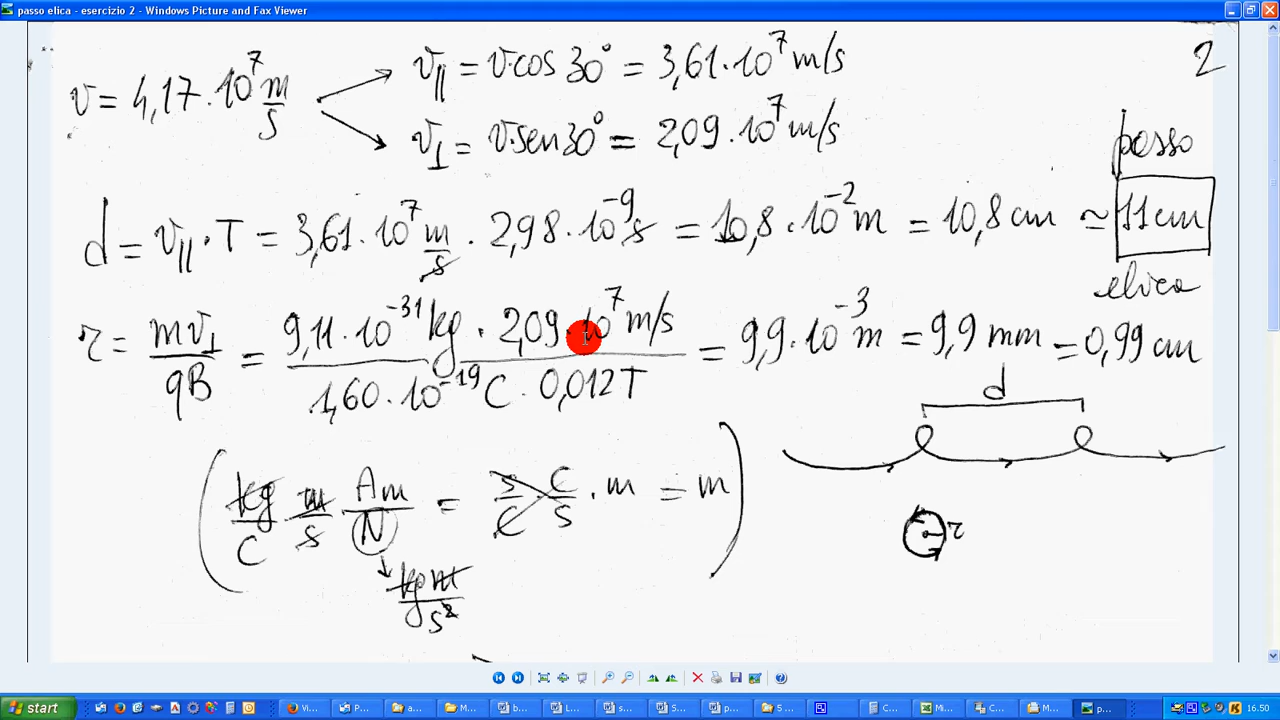 passo elica - esercizio 2 - Windows Picture and Fax Viewer
2
v = 4,17·10⁷ m/s
v∥ = v·cos 30° = 3,61·10⁷ m/s
v⊥ = v·sen 30° = 2,09·10⁷ m/s
passo
d = v∥·T = 3,61·10⁷ m/s · 2,98·10⁻⁹ s = 10,8·10⁻² m = 10,8 cm ≃ 11 cm
elica
r = mv⊥/qB = 9,11·10⁻³¹ kg · 2,09·10⁷ m/s / 1,60·10⁻¹⁹ C · 0,012 T = 9,9·10⁻³ m = 9,9 mm = 0,99 cm
d
(kg/C m/s Am/N = s/C C/s · m = m)
r
kg m/s²
start
16.50